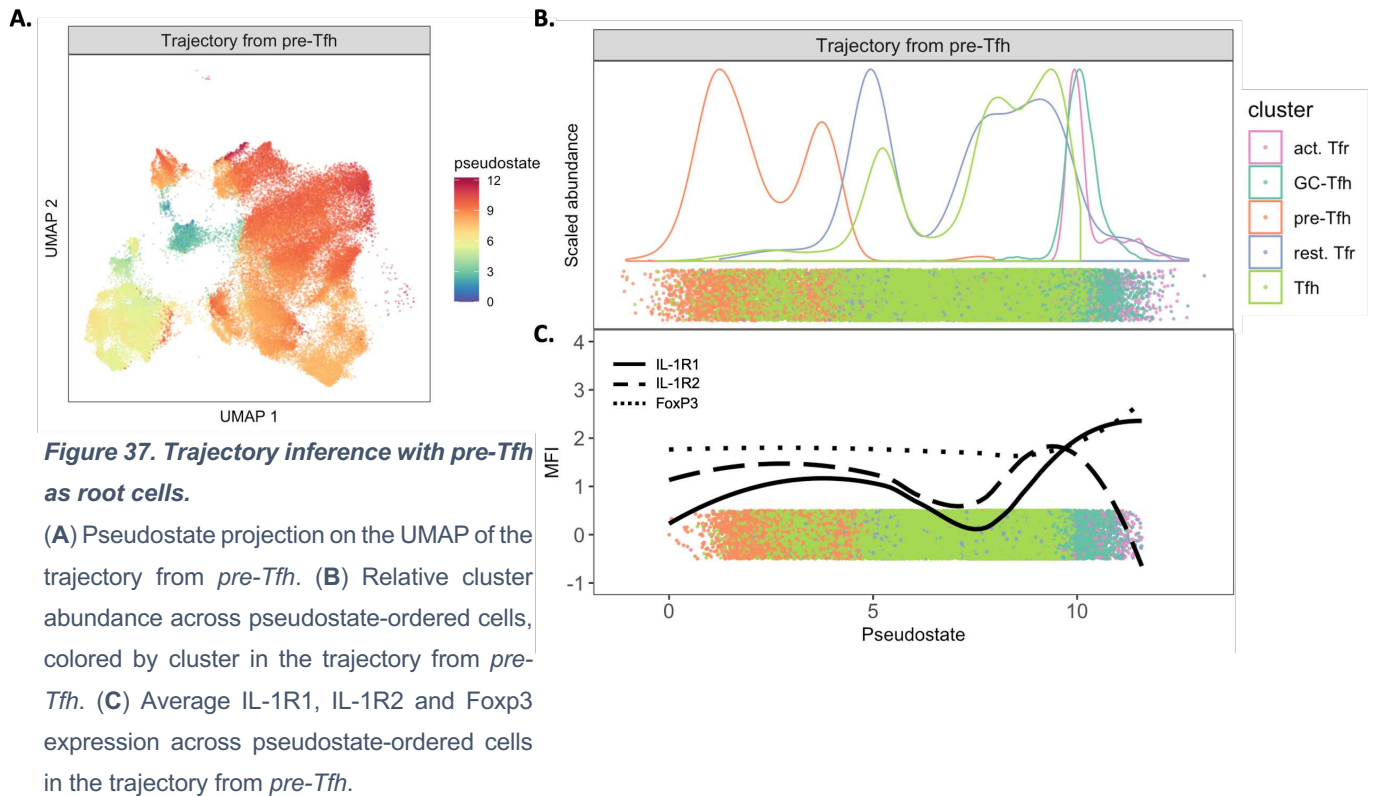 A.
Trajectory from pre-Tfh
UMAP 2
UMAP 1
pseudostate
12
9
6
3
0
Figure 37. Trajectory inference with pre-Tfh
as root cells.
(A) Pseudostate projection on the UMAP of the
trajectory from pre-Tfh. (B) Relative cluster
abundance across pseudostate-ordered cells,
colored by cluster in the trajectory from pre-
Tfh. (C) Average IL-1R1, IL-1R2 and Foxp3
expression across pseudostate-ordered cells
in the trajectory from pre-Tfh.
B.
Trajectory from pre-Tfh
Scaled abundance
cluster
act. Tfr
GC-Tfh
pre-Tfh
rest. Tfr
Tfh
C.
IL-1R1
IL-1R2
FoxP3
MFI
4
3
2
1
0
-1
0 5 10
Pseudostate